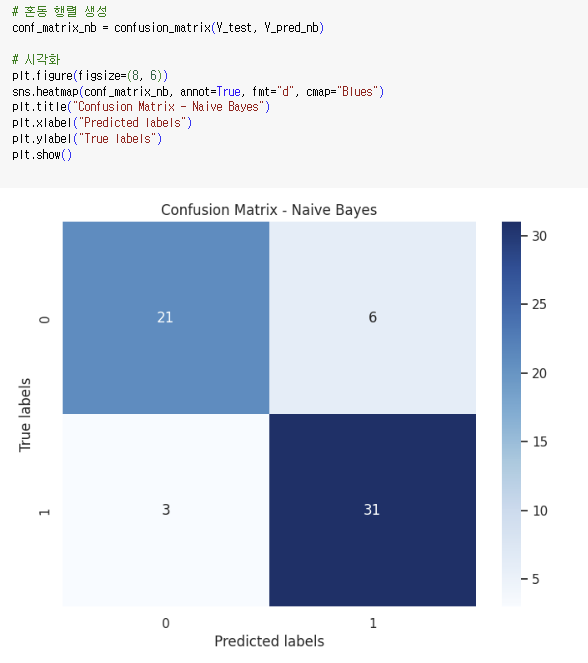 # 혼동 행렬 생성
conf_matrix_nb = confusion_matrix(Y_test, Y_pred_nb)
# 시각화
plt.figure(figsize=(8, 6))
sns.heatmap(conf_matrix_nb, annot=True, fmt="d", cmap="Blues")
plt.title("Confusion Matrix - Naive Bayes")
plt.xlabel("Predicted labels")
plt.ylabel("True labels")
plt.show()
Confusion Matrix - Naive Bayes
30
25
20
15
10
5
True labels
0
21
6
1
3
31
0
1
Predicted labels